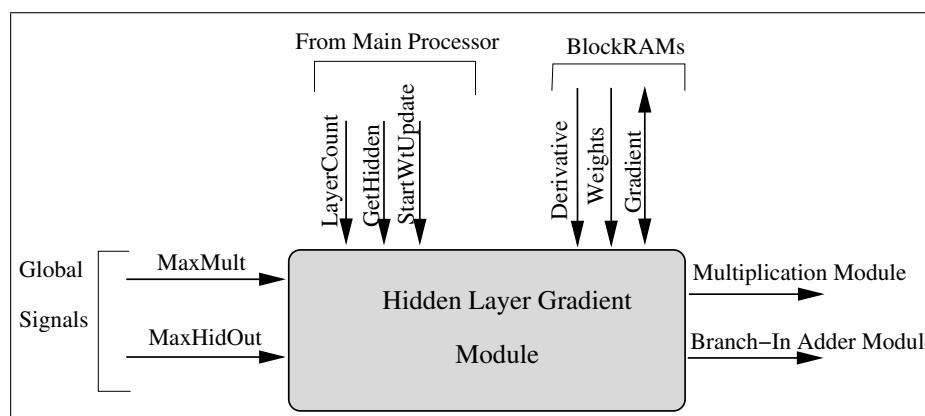 From Main Processor
BlockRAMs
LayerCount
GetHidden
StartWtUpdate
Derivative
Weights
Gradient
Global
Signals
MaxMult
MaxHidOut
Hidden Layer Gradient
Module
Multiplication Module
Branch−In Adder Module